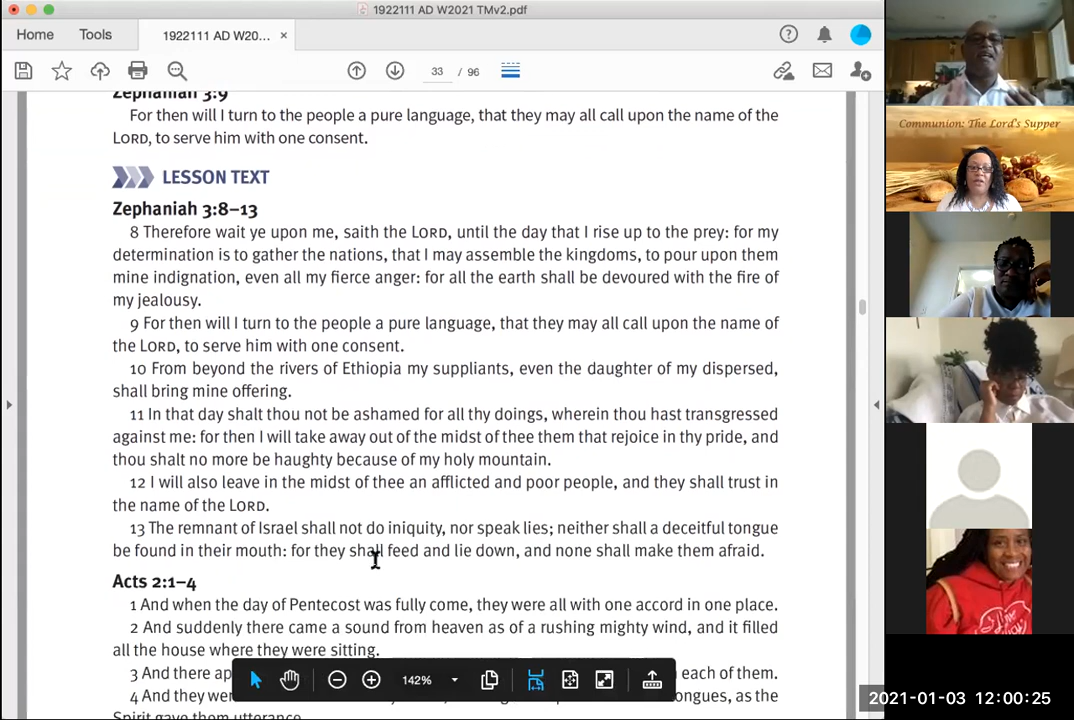 1922111 AD W2021 TMv2.pdf
Home Tools 1922111 AD W20... ×
33 / 96
Zephaniah 3:9
For then will I turn to the people a pure language, that they may all call upon the name of the
LORD, to serve him with one consent.
LESSON TEXT
Zephaniah 3:8–13
8 Therefore wait ye upon me, saith the LORD, until the day that I rise up to the prey: for my
determination is to gather the nations, that I may assemble the kingdoms, to pour upon them
mine indignation, even all my fierce anger: for all the earth shall be devoured with the fire of
my jealousy.
9 For then will I turn to the people a pure language, that they may all call upon the name of
the LORD, to serve him with one consent.
10 From beyond the rivers of Ethiopia my suppliants, even the daughter of my dispersed,
shall bring mine offering.
11 In that day shalt thou not be ashamed for all thy doings, wherein thou hast transgressed
against me: for then I will take away out of the midst of thee them that rejoice in thy pride, and
thou shalt no more be haughty because of my holy mountain.
12 I will also leave in the midst of thee an afflicted and poor people, and they shall trust in
the name of the LORD.
13 The remnant of Israel shall not do iniquity, nor speak lies; neither shall a deceitful tongue
be found in their mouth: for they shall feed and lie down, and none shall make them afraid.
Acts 2:1–4
1 And when the day of Pentecost was fully come, they were all with one accord in one place.
2 And suddenly there came a sound from heaven as of a rushing mighty wind, and it filled
all the house where they were sitting.
3 And there ap each of them.
4 And they wer ongues, as the
Spirit gave them utterance.
142%
Communion: The Lord's Supper
2021-01-03 12:00:25